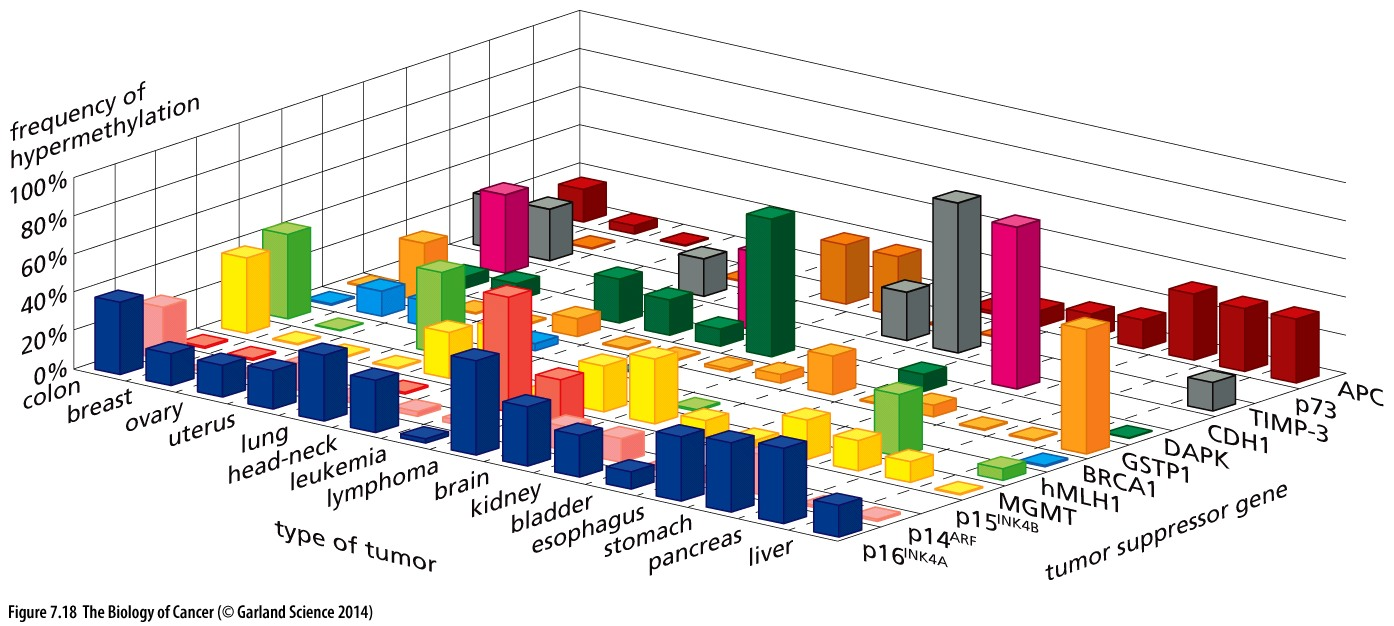 frequency of
hypermethylation
100%
80%
60%
40%
20%
0%
colon
breast
ovary
uterus
lung
head-neck
leukemia
lymphoma
brain
kidney
bladder
esophagus
stomach
pancreas
liver
type of tumor
p16INK4A
p14ARF
p15INK4B
MGMT
hMLH1
BRCA1
GSTP1
DAPK
CDH1
TIMP-3
p73
APC
tumor suppressor gene
Figure 7.18 The Biology of Cancer (© Garland Science 2014)